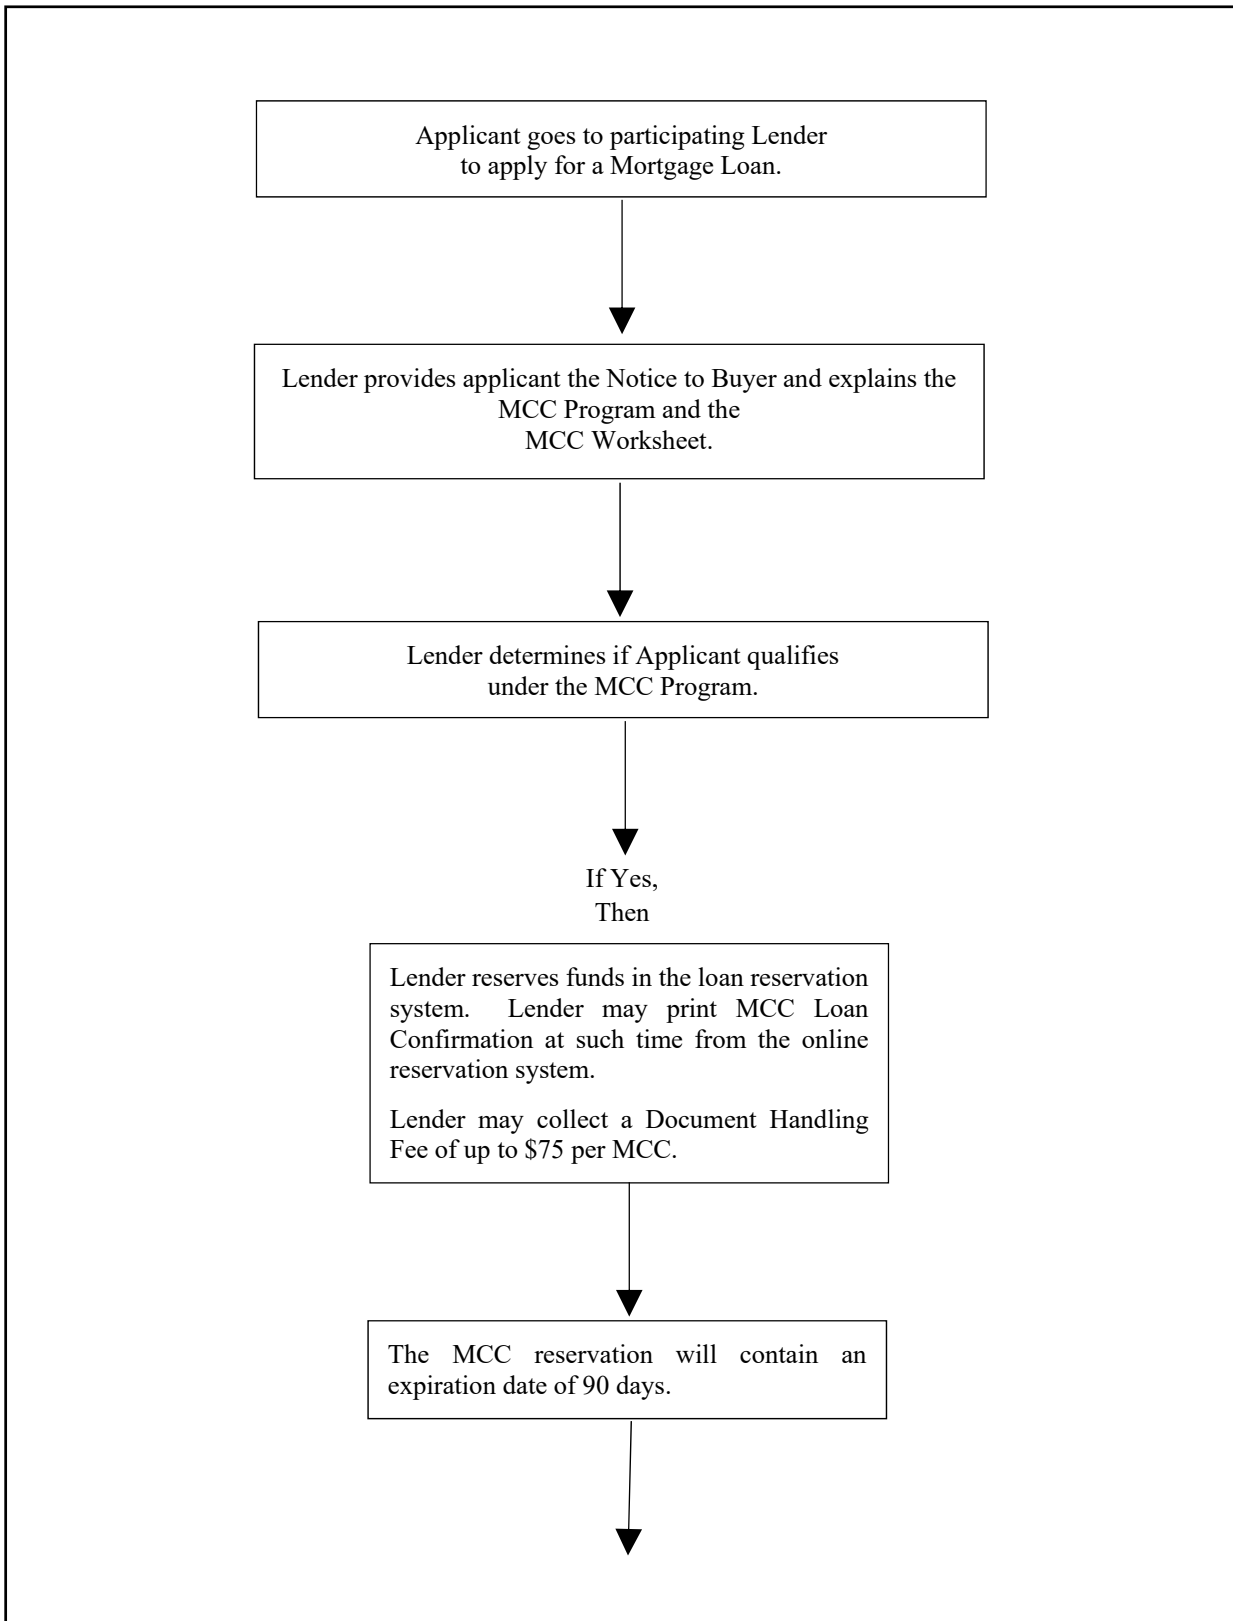 Applicant goes to participating Lender
to apply for a Mortgage Loan.
Lender provides applicant the Notice to Buyer and explains the
MCC Program and the
MCC Worksheet.
Lender determines if Applicant qualifies
under the MCC Program.
If Yes,
Then
Lender reserves funds in the loan reservation
system. Lender may print MCC Loan
Confirmation at such time from the online
reservation system.
Lender may collect a Document Handling
Fee of up to $75 per MCC.
The MCC reservation will contain an
expiration date of 90 days.